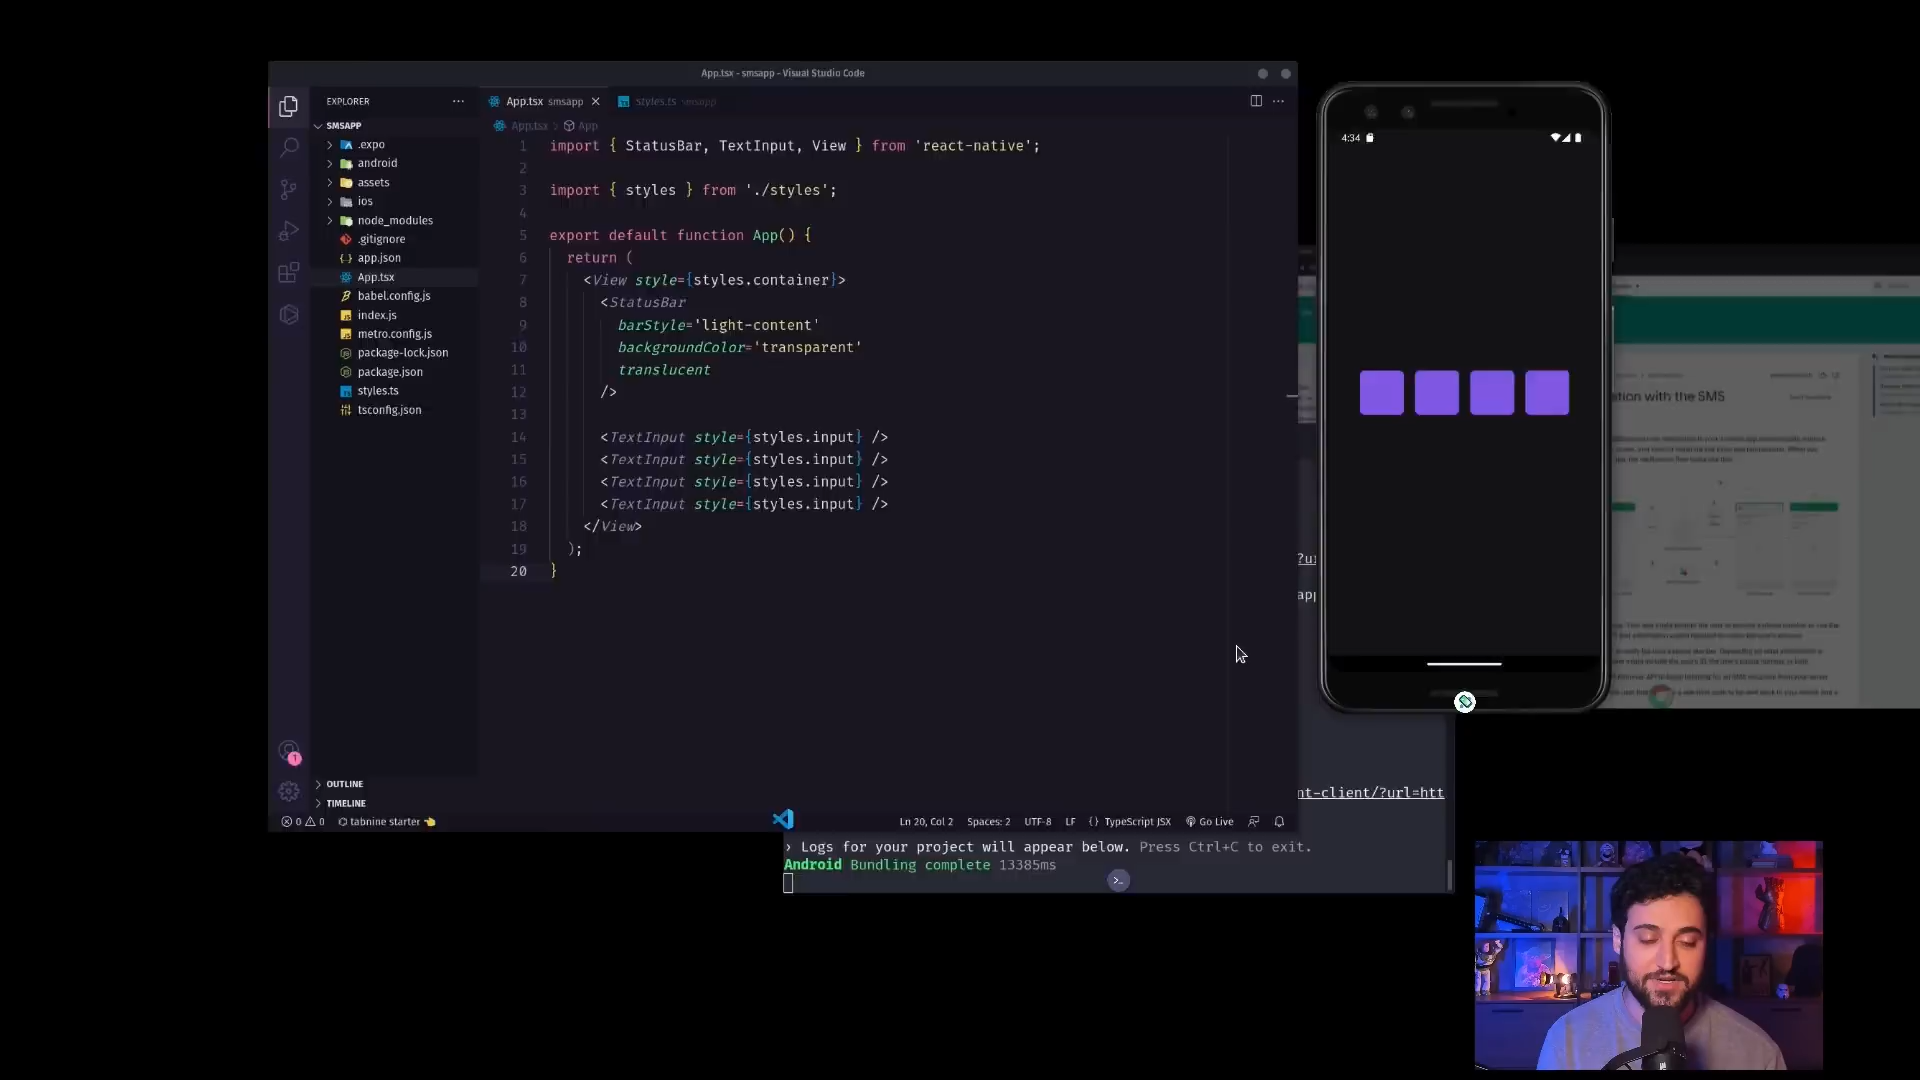 App.tsx - smsapp - Visual Studio Code
EXPLORER
SMSAPP
.expo
android
assets
ios
node_modules
.gitignore
app.json
App.tsx
babel.config.js
index.js
metro.config.js
package-lock.json
package.json
styles.ts
tsconfig.json
OUTLINE
TIMELINE
App.tsx smsapp
styles.ts smsapp
App.tsx > App
1 import { StatusBar, TextInput, View } from 'react-native';
2
3 import { styles } from './styles';
4
5 export default function App() {
6 return (
7 <View style={styles.container}>
8 <StatusBar
9 barStyle='light-content'
10 backgroundColor='transparent'
11 translucent
12 />
13
14 <TextInput style={styles.input} />
15 <TextInput style={styles.input} />
16 <TextInput style={styles.input} />
17 <TextInput style={styles.input} />
18 </View>
19 );
20 }
1
0 0 tabnine starter
Ln 20, Col 2 Spaces: 2 UTF-8 LF {} TypeScript JSX Go Live
?u
app
nt-client/?url=htt
› Logs for your project will appear below. Press Ctrl+C to exit.
Android Bundling complete 13385ms
4:34
with the SMS